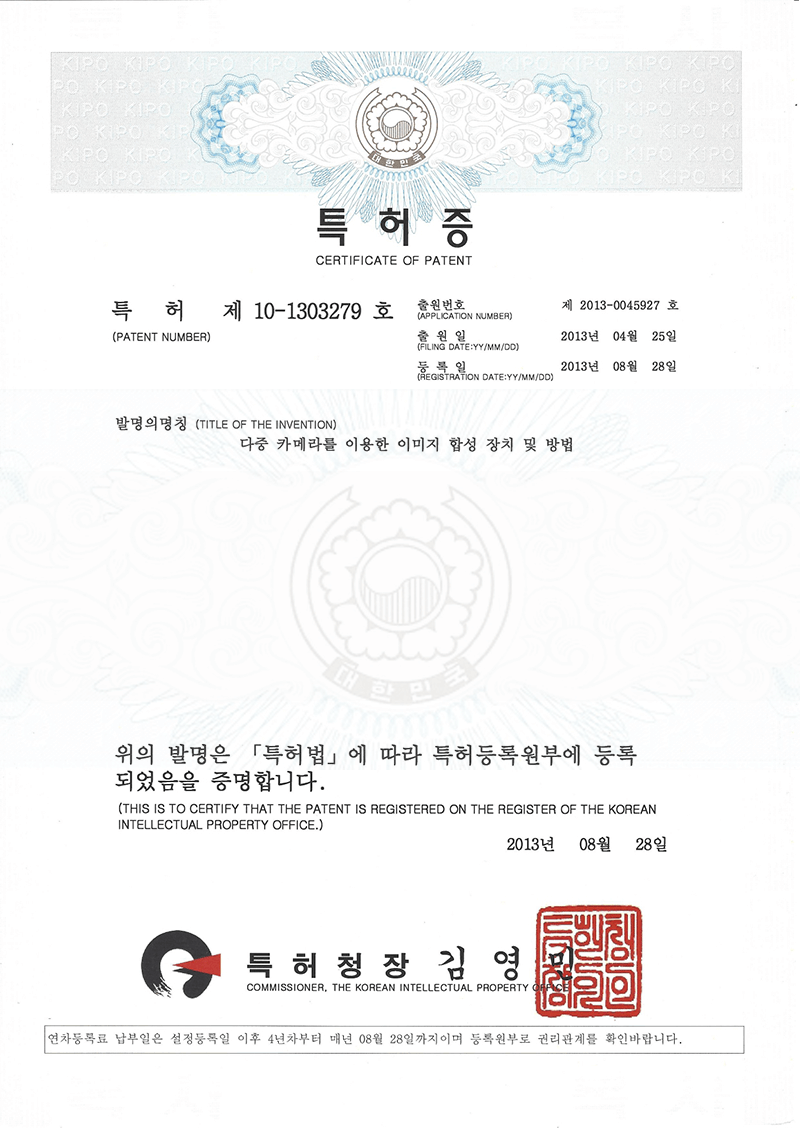 KIPO KIPO KIPO KIPO KIPO KIPO KIPO KIPO KIPO KIPO
대한민국
특허증
CERTIFICATE OF PATENT
특 허 제 10-1303279 호
(PATENT NUMBER)
출원번호 제 2013-0045927 호
(APPLICATION NUMBER)
출 원 일 2013년 04월 25일
(FILING DATE:YY/MM/DD)
등 록 일 2013년 08월 28일
(REGISTRATION DATE:YY/MM/DD)
발명의명칭 (TITLE OF THE INVENTION)
다중 카메라를 이용한 이미지 합성 장치 및 방법
대한민국
위의 발명은 「특허법」에 따라 특허등록원부에 등록
되었음을 증명합니다.
(THIS IS TO CERTIFY THAT THE PATENT IS REGISTERED ON THE REGISTER OF THE KOREAN
INTELLECTUAL PROPERTY OFFICE.)
2013년 08월 28일
특허청장 김영민
COMMISSIONER, THE KOREAN INTELLECTUAL PROPERTY OFFICE
연차등록료 납부일은 설정등록일 이후 4년차부터 매년 08월 28일까지이며 등록원부로 권리관계를 확인바랍니다.